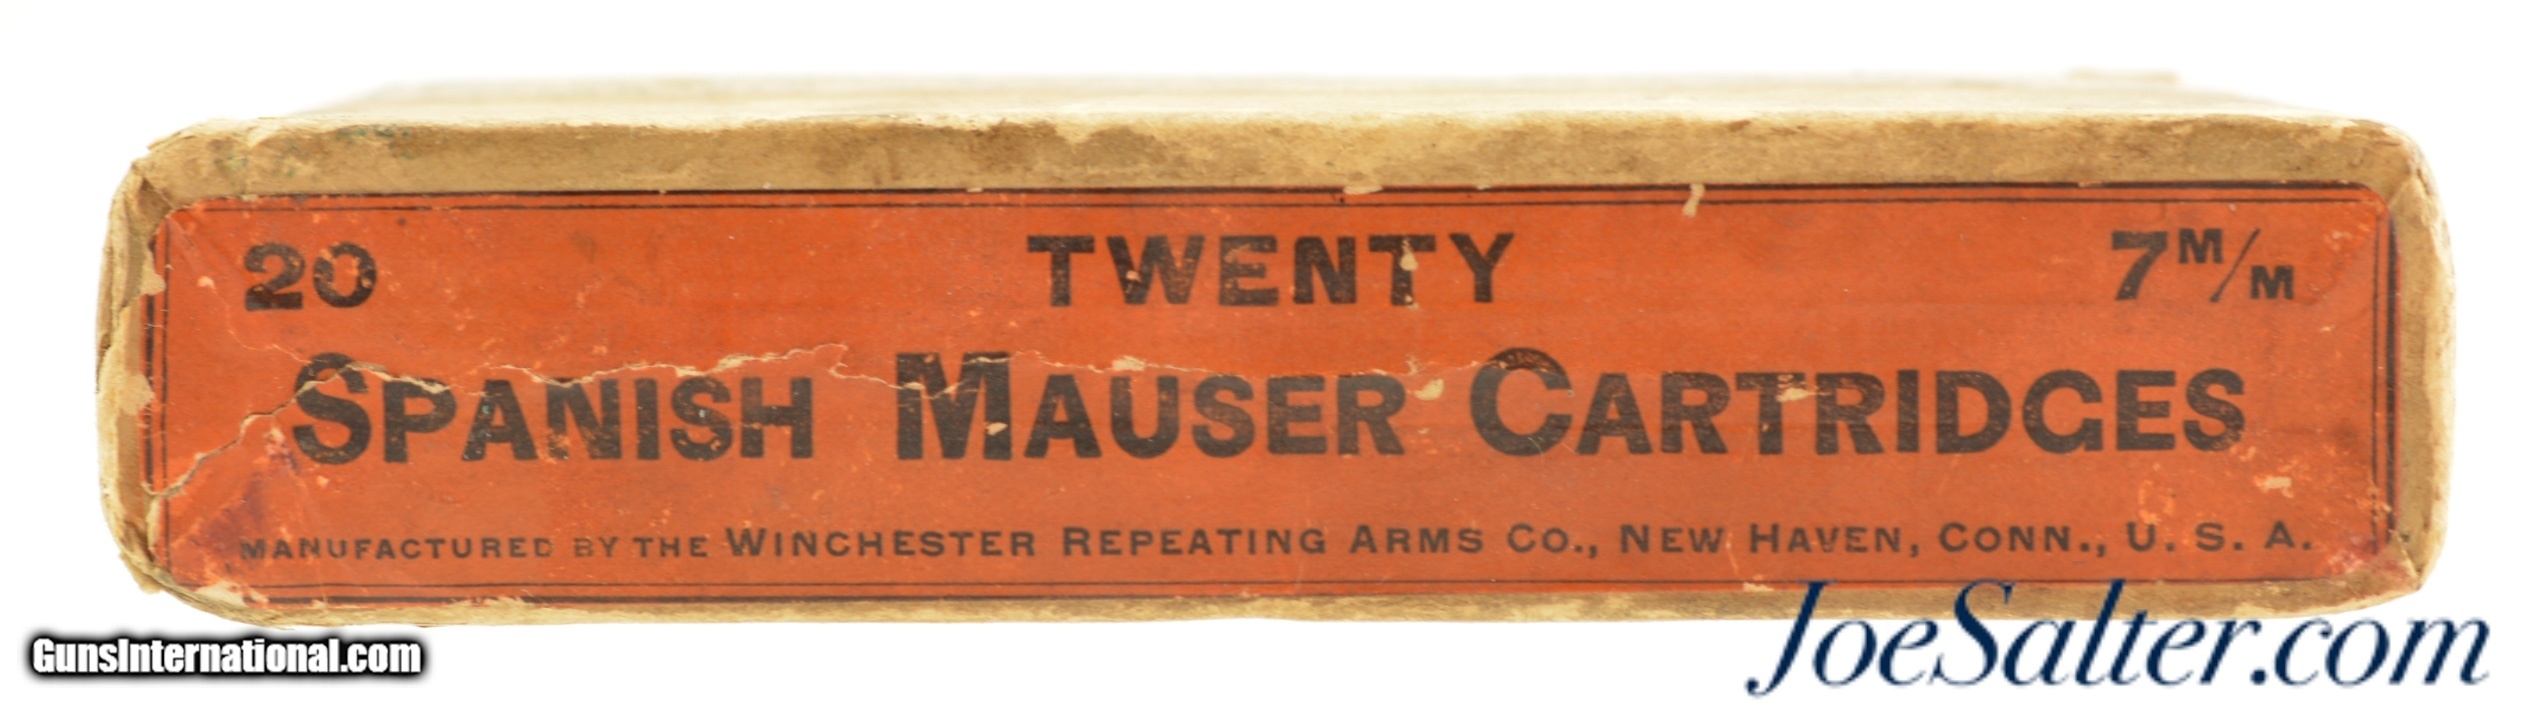 20 TWENTY 7 M/M
SPANISH MAUSER CARTRIDGES
MANUFACTURED BY THE WINCHESTER REPEATING ARMS CO., NEW HAVEN, CONN., U. S. A.
GunsInternational.com
JoeSalter.com